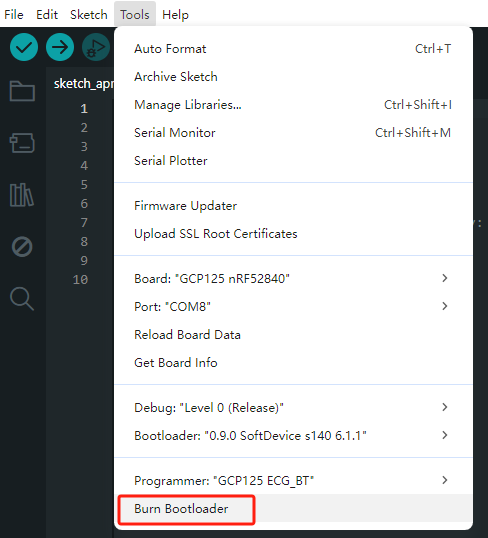 File Edit Sketch Tools Help
Auto Format Ctrl+T
sketch_apr
Archive Sketch
1
Manage Libraries... Ctrl+Shift+I
2
Serial Monitor Ctrl+Shift+M
3
4
Serial Plotter
5
6
Firmware Updater
7
y:
8
Upload SSL Root Certificates
9
10
Board: "GCP125 nRF52840"
Port: "COM8"
Reload Board Data
Get Board Info
Debug: "Level 0 (Release)"
Bootloader: "0.9.0 SoftDevice s140 6.1.1"
Programmer: "GCP125 ECG_BT"
Burn Bootloader